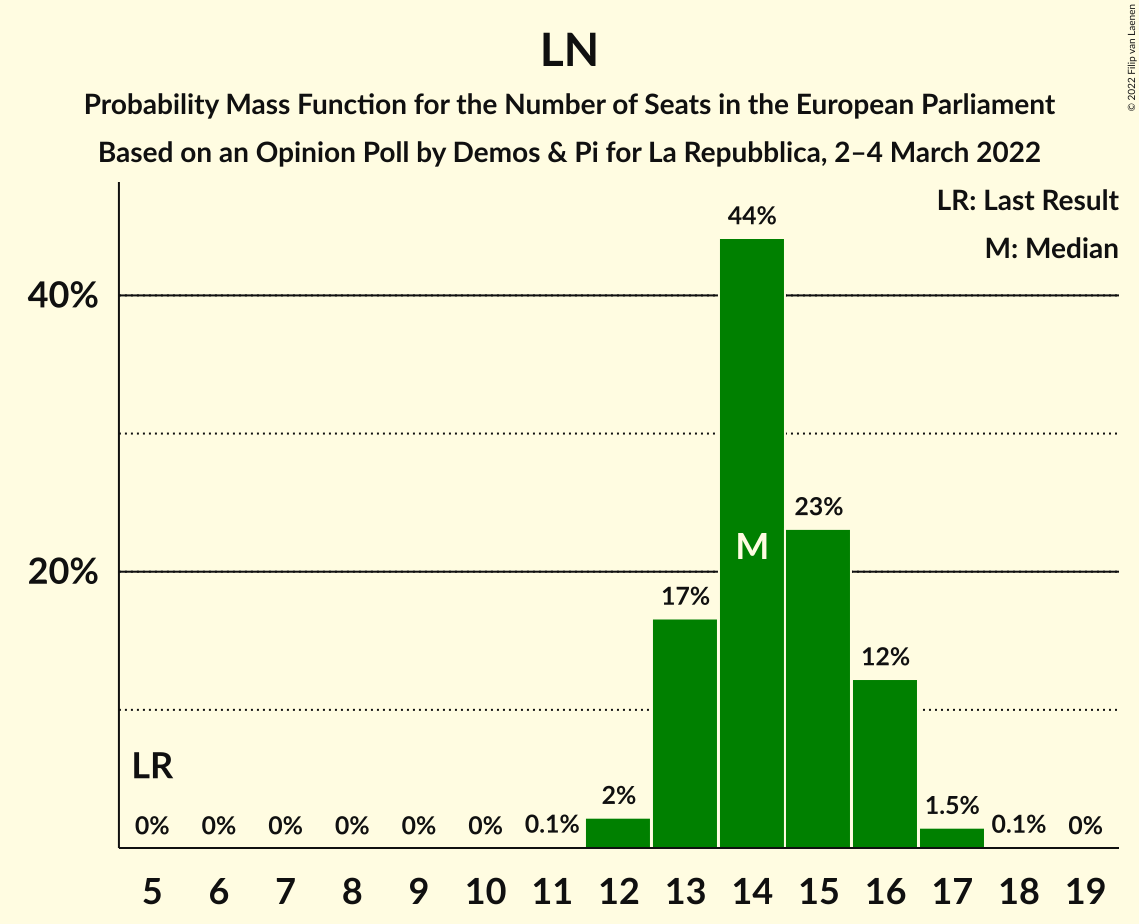 LN
Probability Mass Function for the Number of Seats in the European Parliament
Based on an Opinion Poll by Demos & Pi for La Repubblica, 2–4 March 2022
© 2022 Filip van Laenen
LR: Last Result
M: Median
44%
40%
23%
M
20%
17%
12%
LR
2%
1.5%
0% 0% 0% 0% 0% 0% 0.1% 0.1% 0%
5 6 7 8 9 10 11 12 13 14 15 16 17 18 19